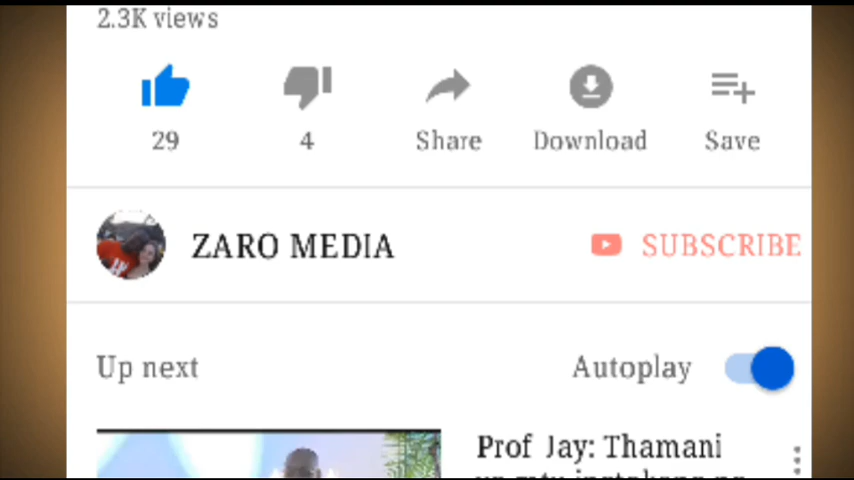 2.3K views
29 4 Share Download Save
ZARO MEDIA SUBSCRIBE
Up next Autoplay
Prof Jay: Thamani